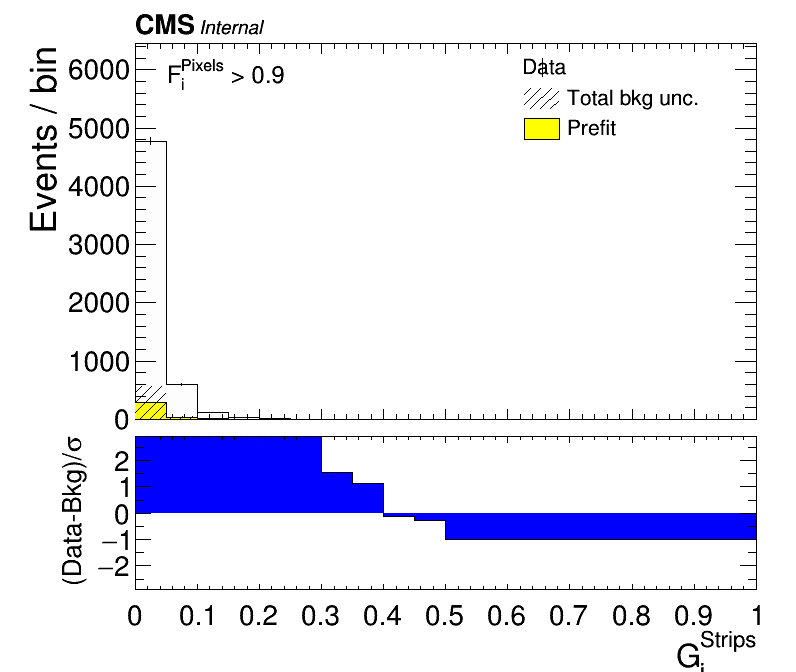 CMS Internal
Events / bin
6000
5000
4000
3000
2000
1000
0
F_i^Pixels > 0.9
Data
Total bkg unc.
Prefit
(Data-Bkg)/σ
2
1
0
−1
−2
0 0.1 0.2 0.3 0.4 0.5 0.6 0.7 0.8 0.9 1
G_i^Strips